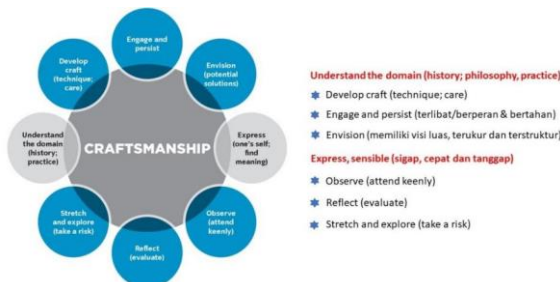 Engage and
persist
Envision
(potential
solutions)
Express
(one's self;
find
meaning)
Observe
(attend
keenly)
Reflect
(evaluate)
Stretch and
explore
(take a
risk)
Understand
the domain
(history;
practice)
Develop
craft
(technique;
care)
CRAFTSMANSHIP
Understand the domain (history; philosophy, practice)
Develop craft (technique; care)
Engage and persist (terlibat/berperan & bertahan)
Envision (memiliki visi luas, terukur dan terstruktur)
Express, sensible (sigap, cepat dan tanggap)
Observe (attend keenly)
Reflect (evaluate)
Stretch and explore (take a risk)